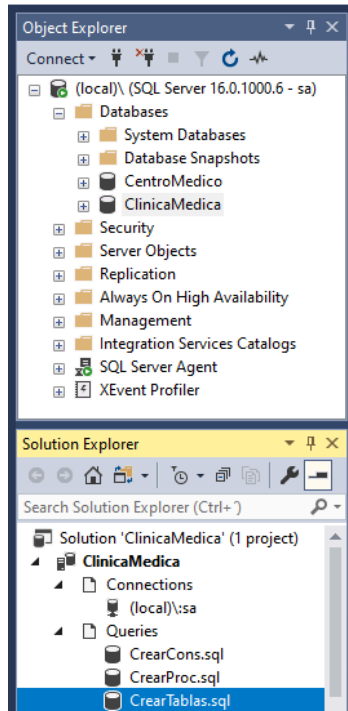 Object Explorer
Connect
(local)\ (SQL Server 16.0.1000.6 - sa)
Databases
System Databases
Database Snapshots
CentroMedico
ClinicaMedica
Security
Server Objects
Replication
Always On High Availability
Management
Integration Services Catalogs
SQL Server Agent
XEvent Profiler
Solution Explorer
Search Solution Explorer (Ctrl+´)
Solution 'ClinicaMedica' (1 project)
ClinicaMedica
Connections
(local)\:sa
Queries
CrearCons.sql
CrearProc.sql
CrearTablas.sql